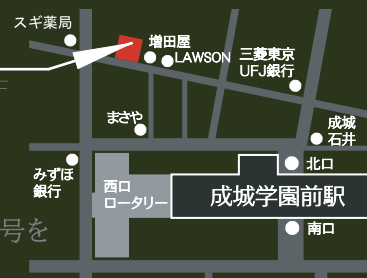 スギ薬局
増田屋
LAWSON
三菱東京
UFJ銀行
まさや
成城
石井
みずほ
銀行
西口
ロータリー
北口
成城学園前駅
号を
南口